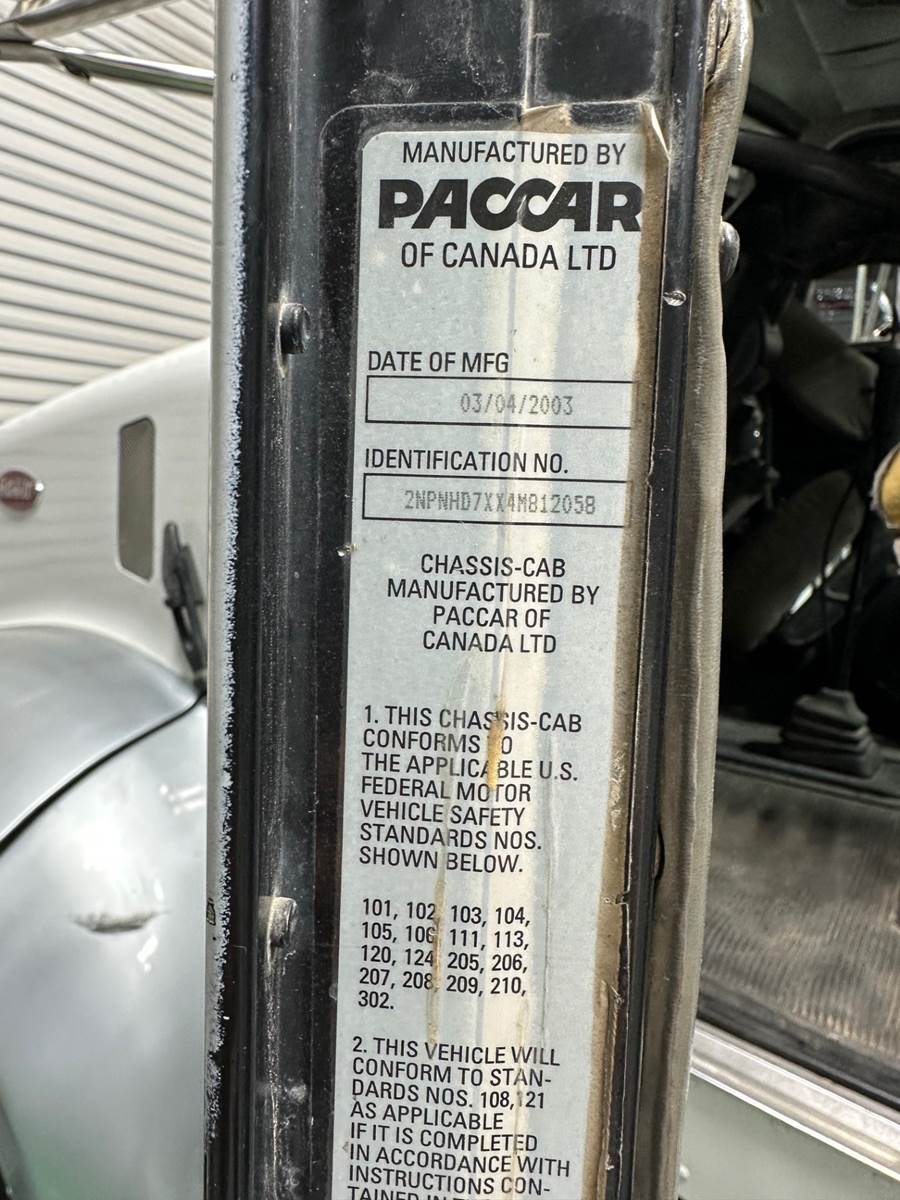 MANUFACTURED BY
PACCAR
OF CANADA LTD
DATE OF MFG
03/04/2003
IDENTIFICATION NO.
2NPNHD7XX4M812058
CHASSIS-CAB
MANUFACTURED BY
PACCAR OF
CANADA LTD
1. THIS CHASSIS-CAB
CONFORMS TO
THE APPLICABLE U.S.
FEDERAL MOTOR
VEHICLE SAFETY
STANDARDS NOS.
SHOWN BELOW.
101, 102, 103, 104,
105, 106, 111, 113,
120, 124, 205, 206,
207, 208, 209, 210,
302.
2. THIS VEHICLE WILL
CONFORM TO STAN-
DARDS NOS. 108,121
AS APPLICABLE
IF IT IS COMPLETED
IN ACCORDANCE WITH
INSTRUCTIONS CON-
TAINED IN